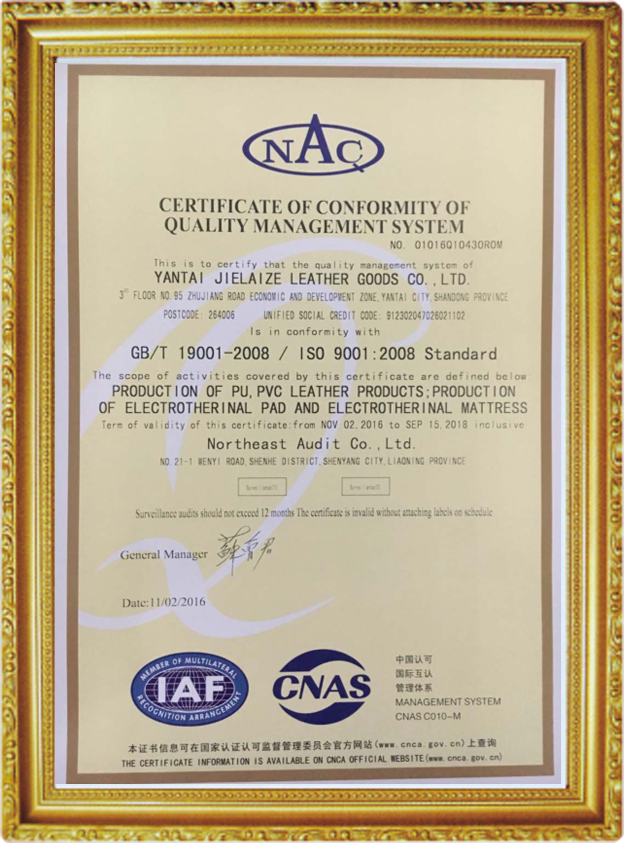 NAC
CERTIFICATE OF CONFORMITY OF
QUALITY MANAGEMENT SYSTEM
NO. 01016Q10430ROM
This is to certify that the quality management system of
YANTAI JIELAIZE LEATHER GOODS CO.,LTD.
3rd FLOOR NO.95 ZHUJIANG ROAD ECONOMIC AND DEVELOPMENT ZONE,YANTAI CITY,SHANDONG PROVINCE
POSTCODE: 264006 UNIFIED SOCIAL CREDIT CODE: 912302047026021102
Is in conformity with
GB/T 19001-2008 / ISO 9001:2008 Standard
The scope of activities covered by this certificate are defined below
PRODUCTION OF PU,PVC LEATHER PRODUCTS;PRODUCTION
OF ELECTROTHERINAL PAD AND ELECTROTHERINAL MATTRESS
Term of validity of this certificate:from NOV 02,2016 to SEP 15,2018 inclusive
Northeast Audit Co.,Ltd.
NO.21-1 WENYI ROAD,SHENHE DISTRICT,SHENYANG CITY,LIAONING PROVINCE
Surveillance audits should not exceed 12 months The certificate is invalid without attaching labels on schedule
General Manager
Date:11/02/2016
MEMBER OF MULTILATERAL
IAF
RECOGNITION ARRANGEMENT
CNAS
中国认可
国际互认
管理体系
MANAGEMENT SYSTEM
CNAS C010-M
本证书信息可在国家认证认可监督管理委员会官方网站(www.cnca.gov.cn)上查询
THE CERTIFICATE INFORMATION IS AVAILABLE ON CNCA OFFICIAL WEBSITE(www.cnca.gov.cn)